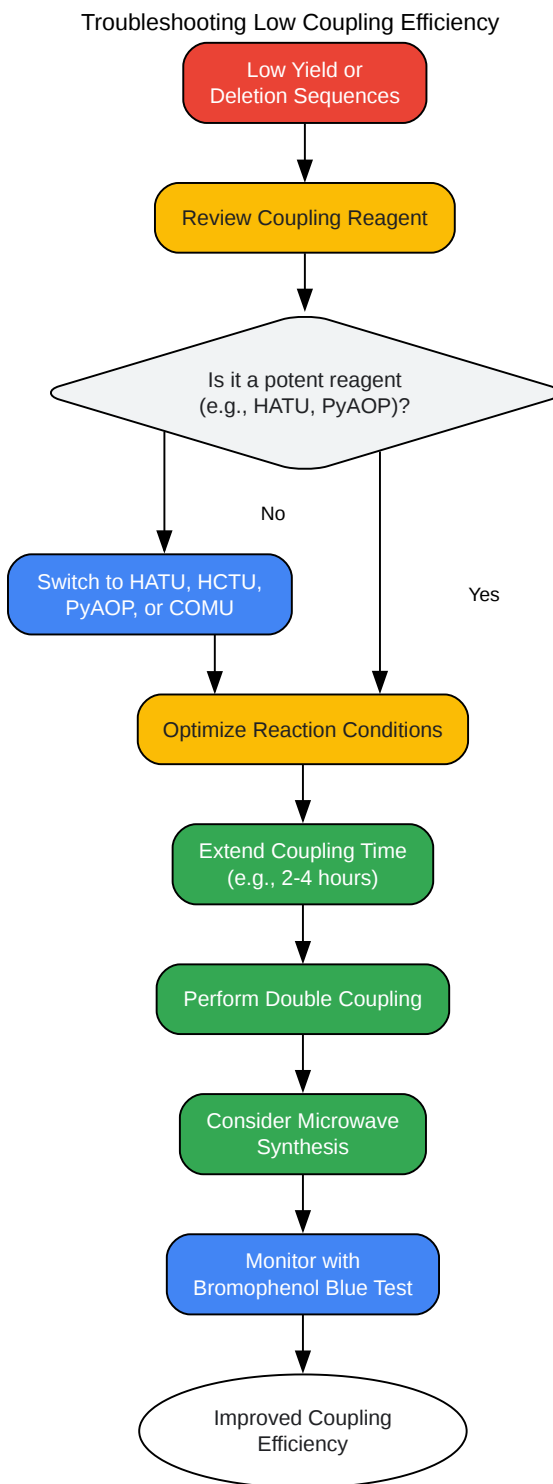 Troubleshooting Low Coupling Efficiency
Low Yield or
Deletion Sequences
Review Coupling Reagent
Is it a potent reagent
(e.g., HATU, PyAOP)?
No
Switch to HATU, HCTU,
PyAOP, or COMU
Yes
Optimize Reaction Conditions
Extend Coupling Time
(e.g., 2-4 hours)
Perform Double Coupling
Consider Microwave
Synthesis
Monitor with
Bromophenol Blue Test
Improved Coupling
Efficiency